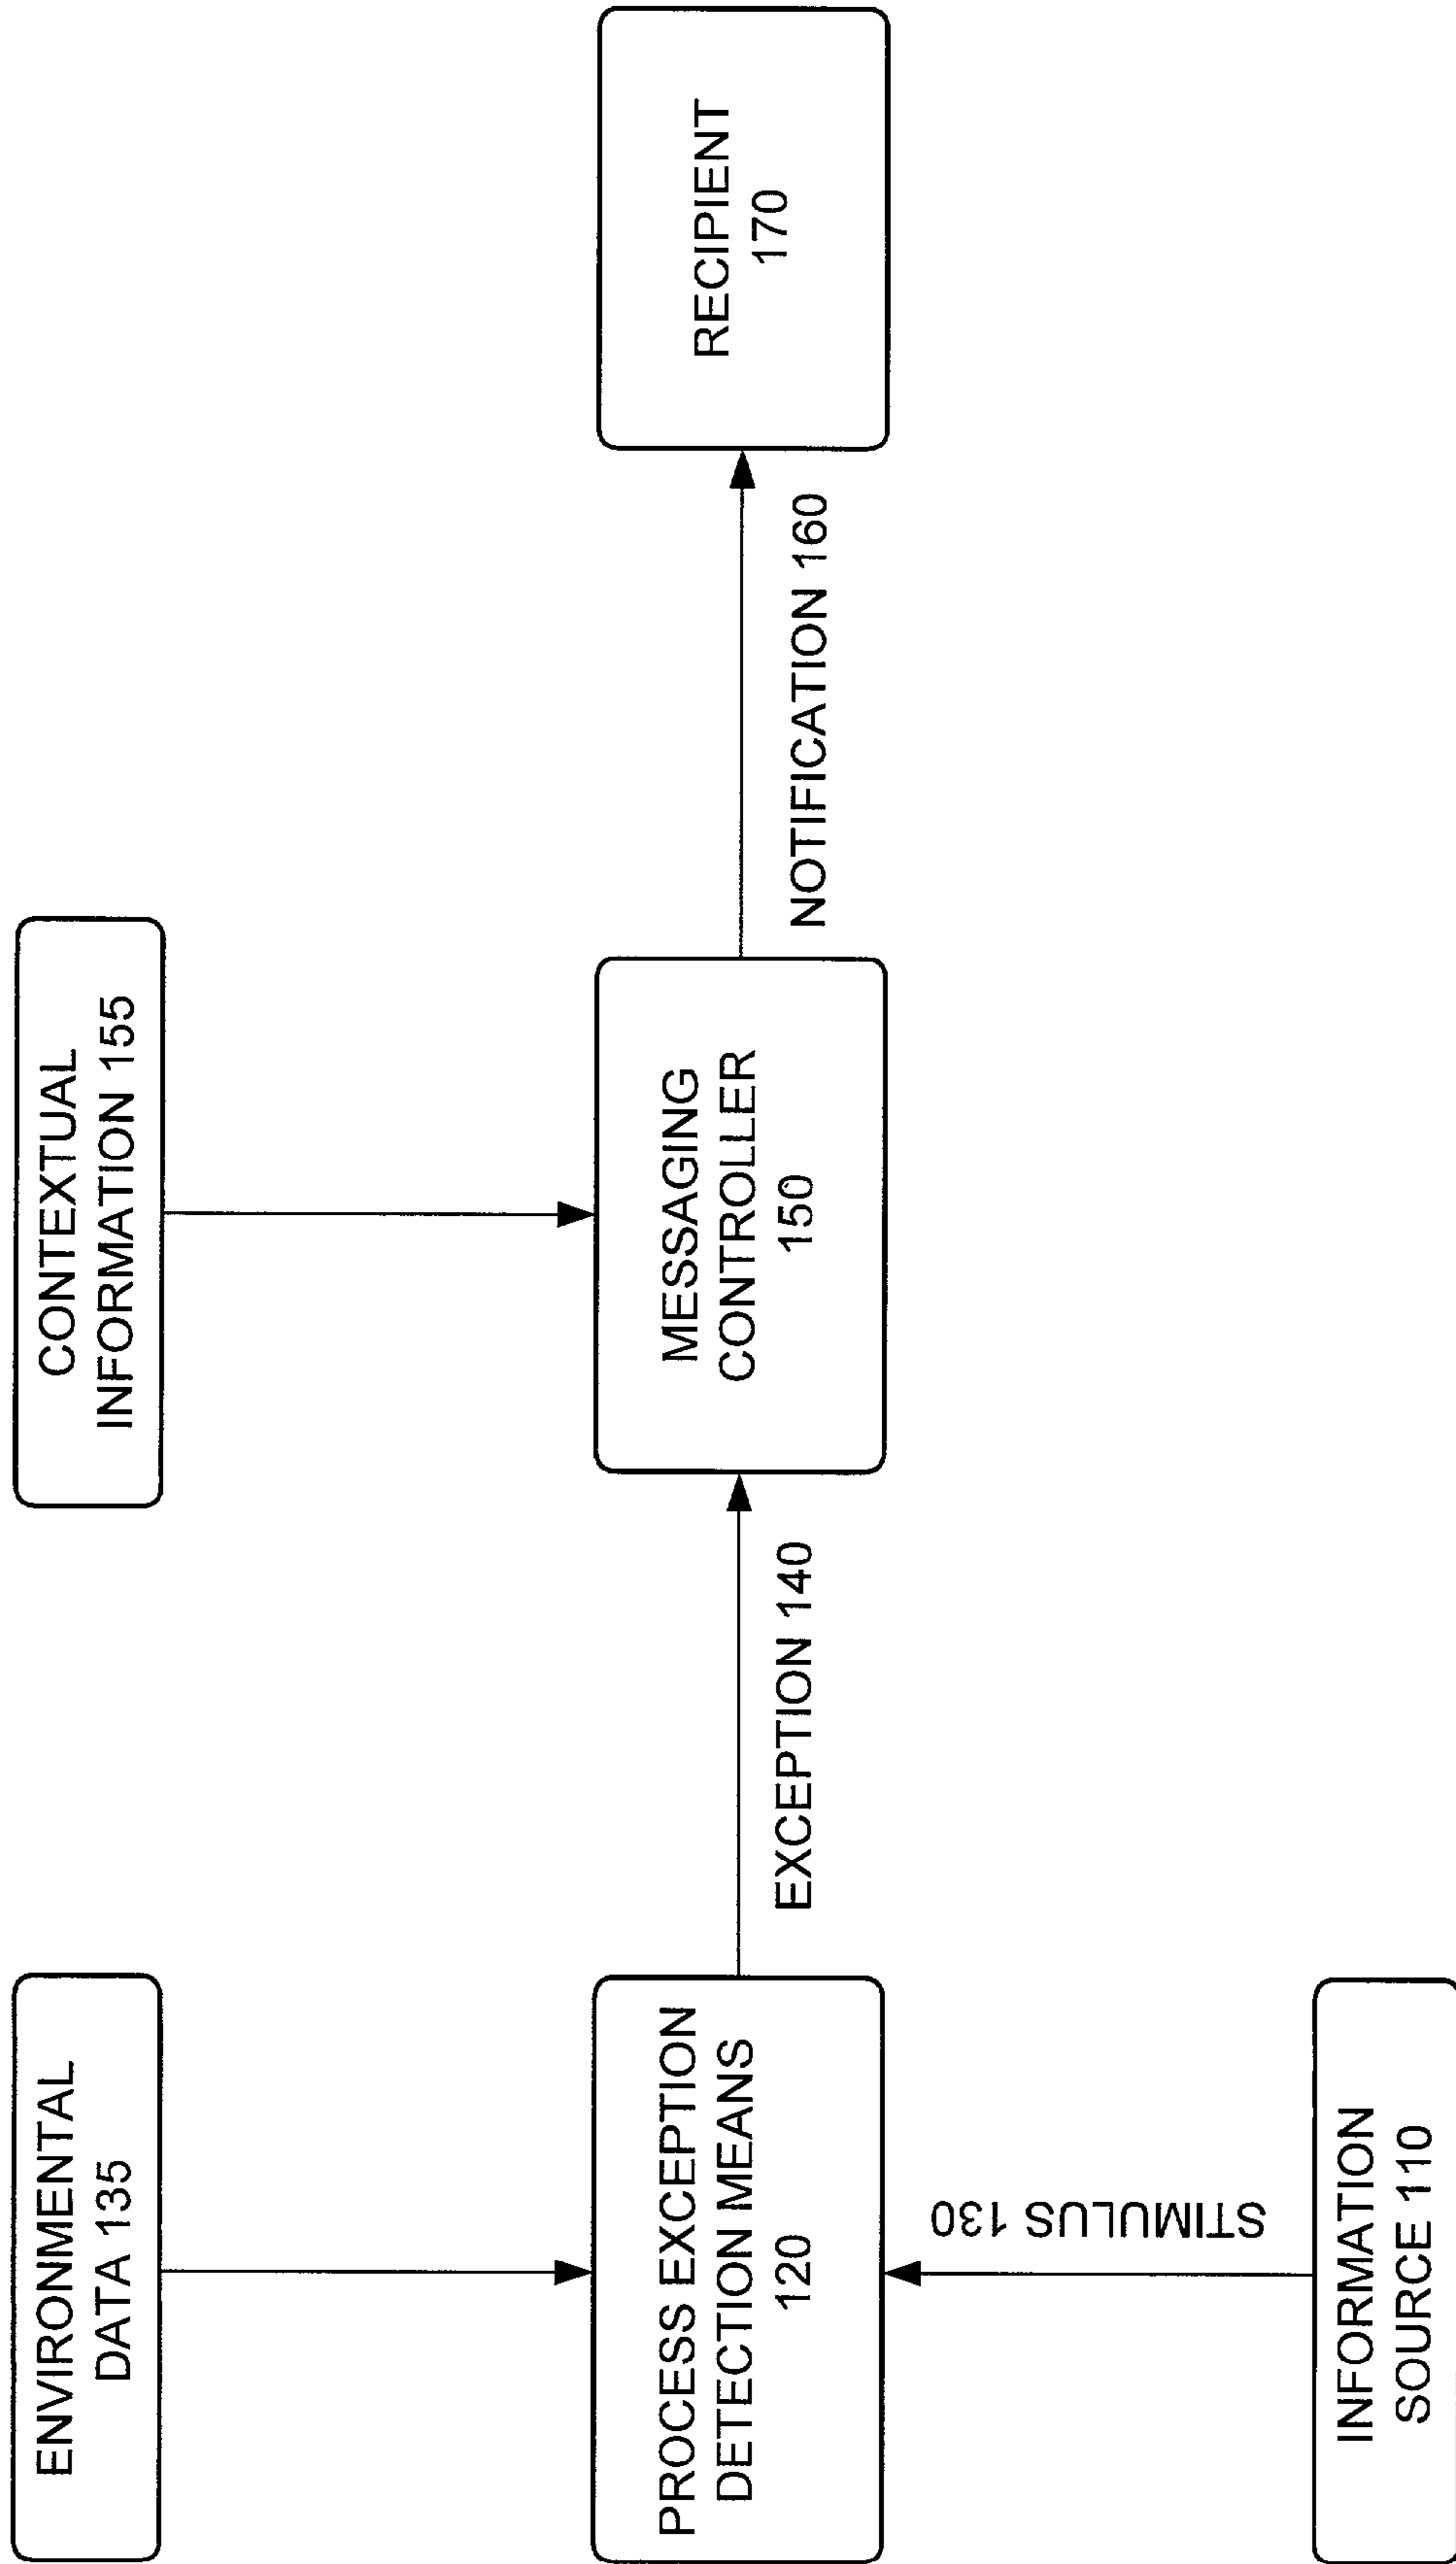 ENVIRONMENTAL
DATA 135
CONTEXTUAL
INFORMATION 155
PROCESS EXCEPTION
DETECTION MEANS
120
EXCEPTION 140
MESSAGING
CONTROLLER
150
NOTIFICATION 160
RECIPIENT
170
STIMULUS 130
INFORMATION
SOURCE 110